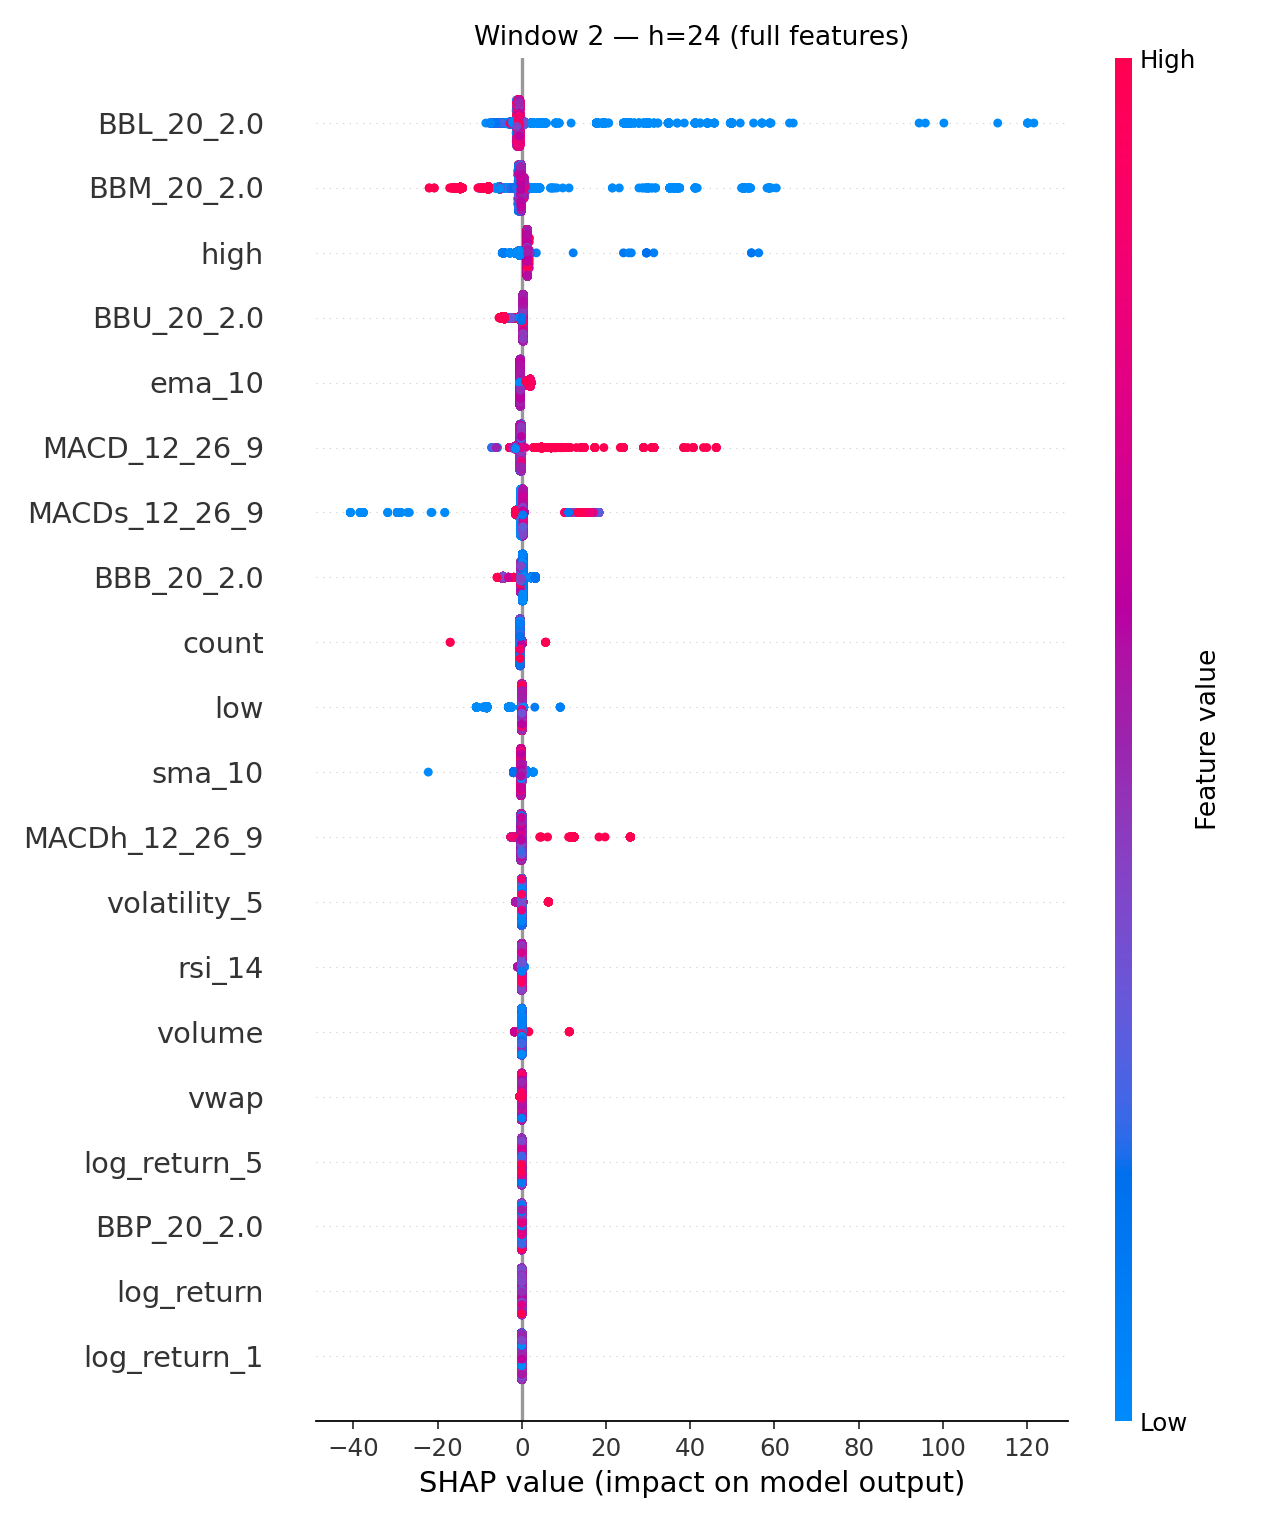 Window 2 — h=24 (full features)
High
BBL_20_2.0
BBM_20_2.0
high
BBU_20_2.0
ema_10
MACD_12_26_9
MACDs_12_26_9
BBB_20_2.0
count
low
sma_10
MACDh_12_26_9
volatility_5
rsi_14
volume
vwap
log_return_5
BBP_20_2.0
log_return
log_return_1
Feature value
Low
−40 −20 0 20 40 60 80 100 120
SHAP value (impact on model output)